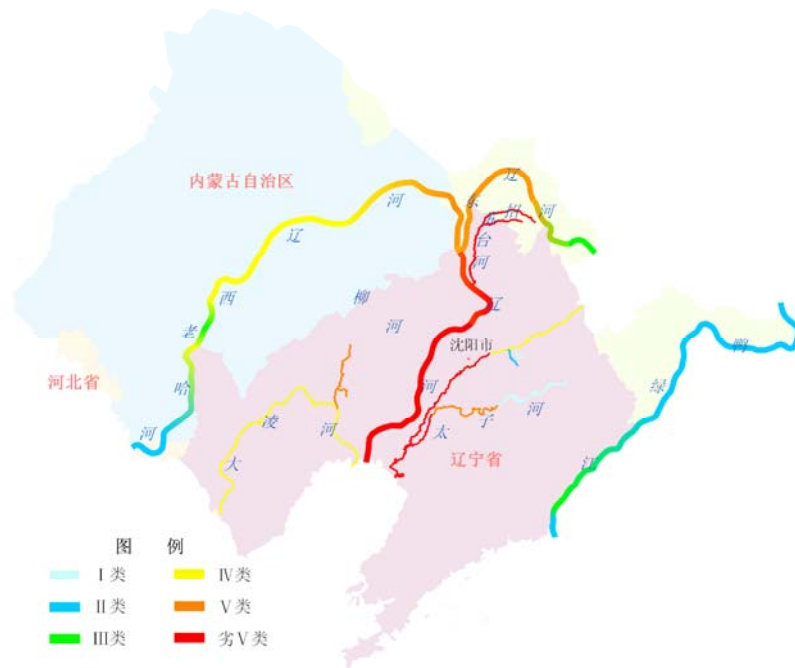 内蒙古自治区
辽
河
东
辽
河
招
苏
台
河
西
辽
柳
河
老
哈
河
辽
河
沈阳市
河北省
大
凌
河
太
子
河
辽宁省
鸭
绿
江
图 例
Ⅰ类
Ⅳ类
Ⅱ类
Ⅴ类
Ⅲ类
劣Ⅴ类